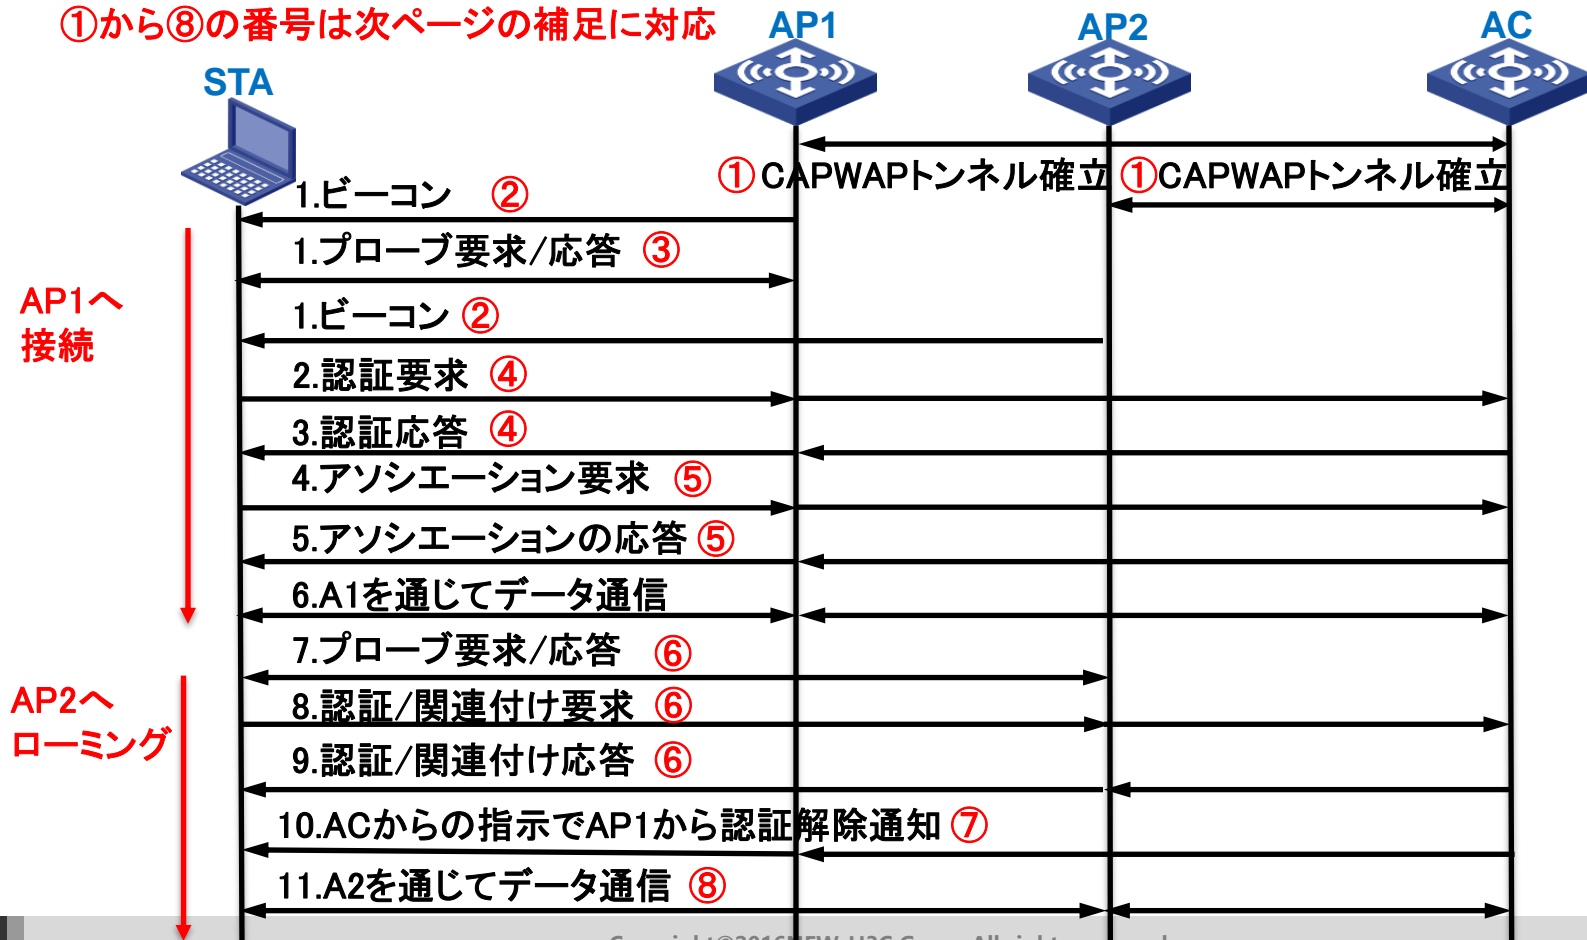 ①から⑧の番号は次ページの補足に対応
AP1
AP2
AC
STA
①CAPWAPトンネル確立
①CAPWAPトンネル確立
1.ビーコン ②
1.プローブ要求/応答 ③
AP1へ
接続
1.ビーコン ②
2.認証要求 ④
3.認証応答 ④
4.アソシエーション要求 ⑤
5.アソシエーションの応答 ⑤
6.A1を通じてデータ通信
7.プローブ要求/応答 ⑥
AP2へ
ローミング
8.認証/関連付け要求 ⑥
9.認証/関連付け応答 ⑥
10.ACからの指示でAP1から認証解除通知 ⑦
11.A2を通じてデータ通信 ⑧